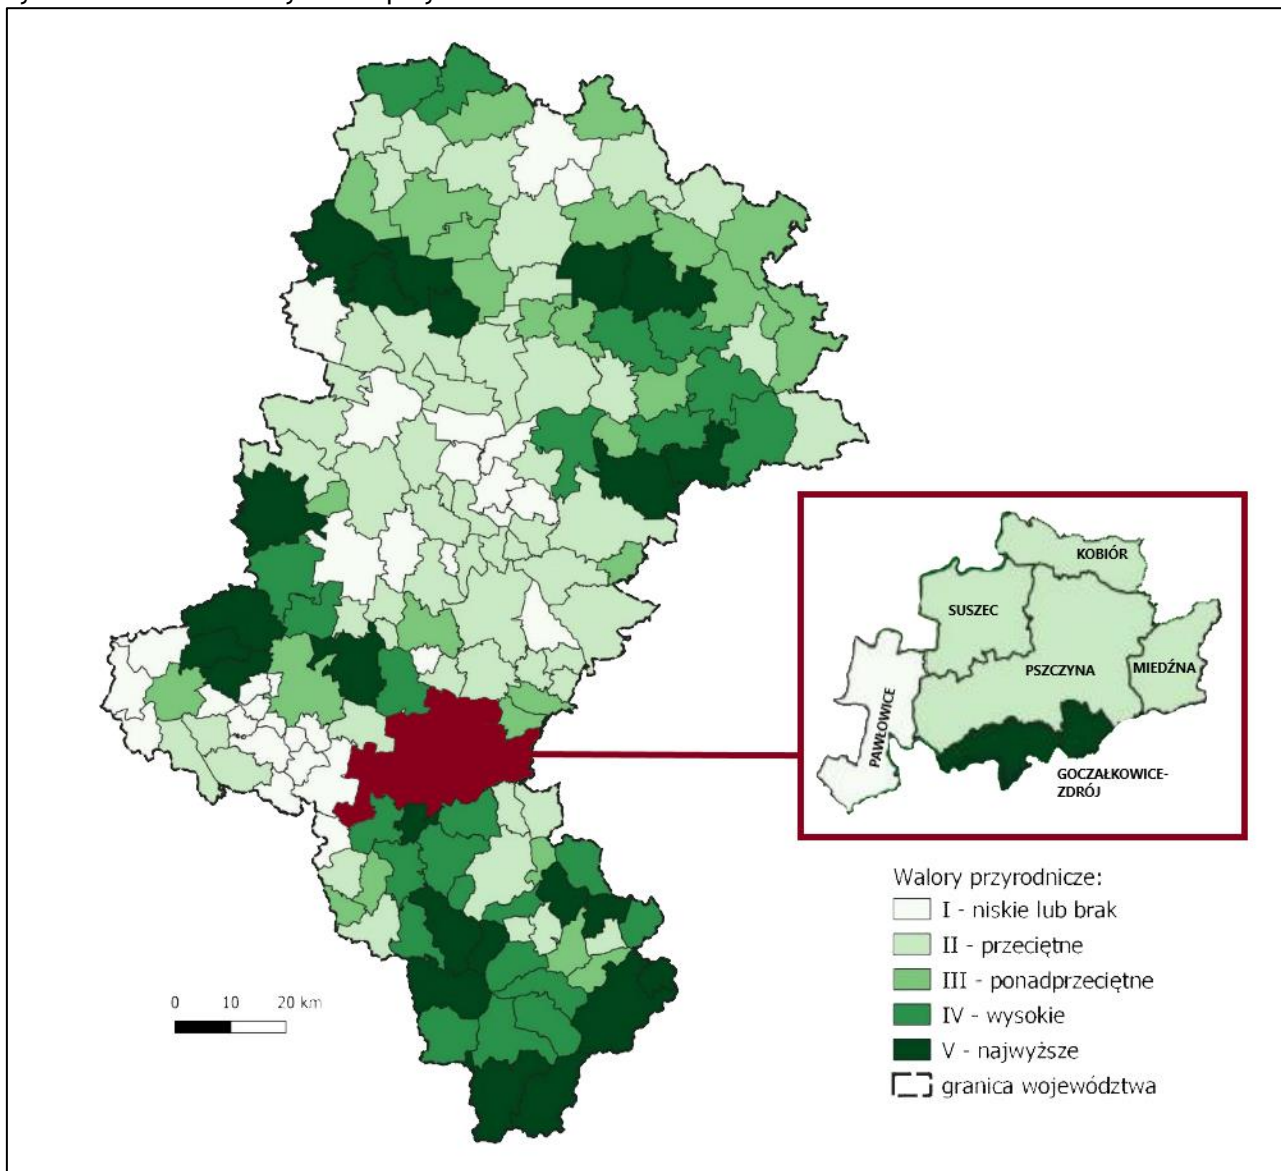 KOBIÓR
SUSZEC
PSZCZYNA
MIEDŹNA
PAWŁOWICE
GOCZAŁKOWICE-
ZDRÓJ
Walory przyrodnicze:
I - niskie lub brak
II - przeciętne
III - ponadprzeciętne
IV - wysokie
V - najwyższe
granica województwa
0 10 20 km